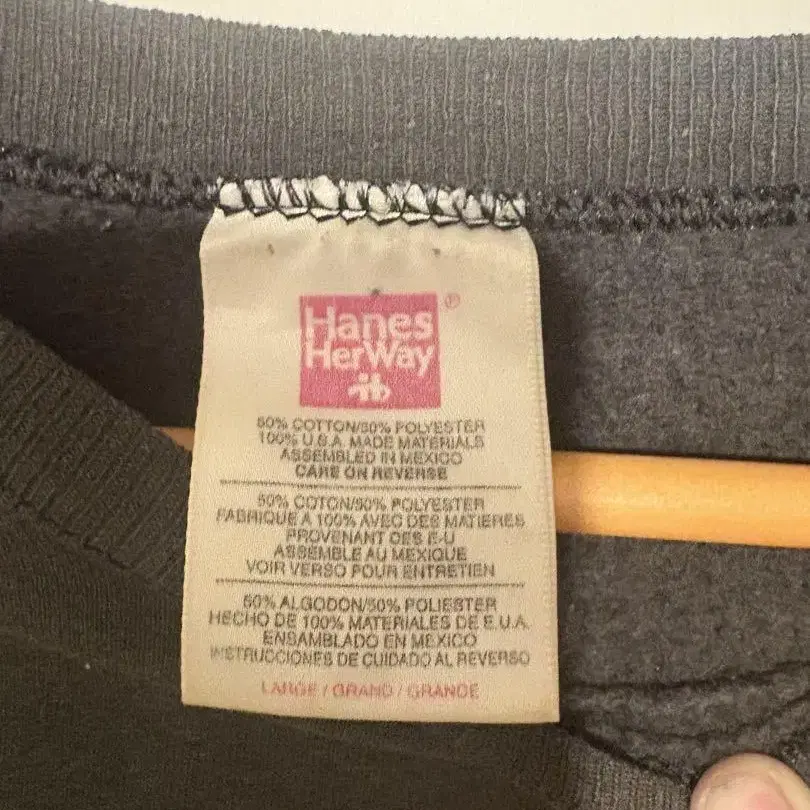 Hanes
HerWay
®
50% COTTON/50% POLYESTER
100% U.S.A. MADE MATERIALS
ASSEMBLED IN MEXICO
CARE ON REVERSE
50% COTON/50% POLYESTER
FABRIQUE A 100% AVEC DES MATIERES
PROVENANT DES E-U
ASSEMBLE AU MEXIQUE
VOIR VERSO POUR ENTRETIEN
50% ALGODON/50% POLIESTER
HECHO DE 100% MATERIALES DE E.U.A.
ENSAMBLADO EN MEXICO
INSTRUCCIONES DE CUIDADO AL REVERSO
LARGE / GRAND / GRANDE